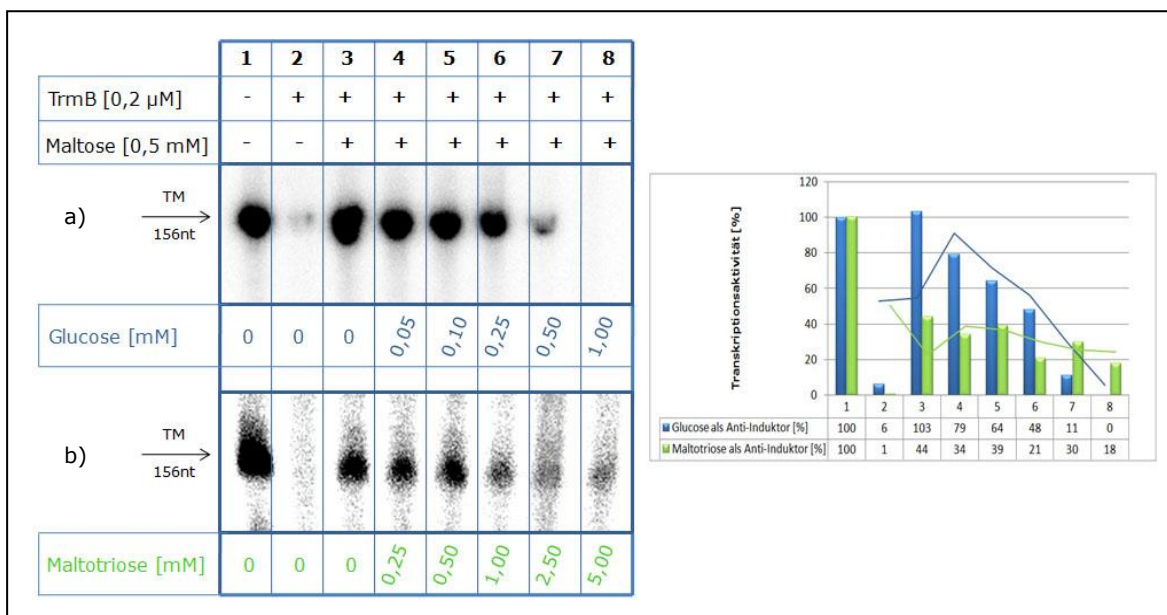 1 2 3 4 5 6 7 8
TrmB [0,2 µM] - + + + + + + +
Maltose [0,5 mM] - - + + + + + +
a)
TM
156nt
Glucose [mM] 0 0 0 0,05 0,10 0,25 0,50 1,00
b)
TM
156nt
Maltotriose [mM] 0 0 0 0,25 0,50 1,00 2,50 5,00
Transkriptionsaktivität [%]
120
100
80
60
40
20
0
1 2 3 4 5 6 7 8
Glucose als Anti-Induktor [%] 100 6 103 79 64 48 11 0
Maltotriose als Anti-Induktor [%] 100 1 44 34 39 21 30 18